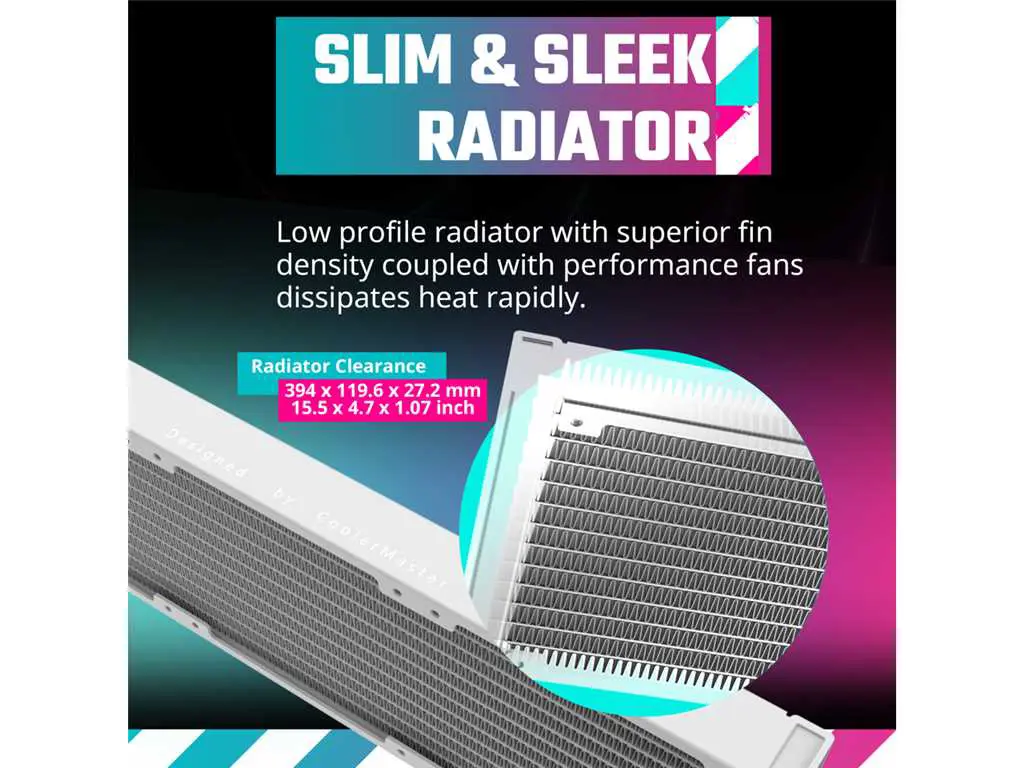 SLIM & SLEEK
RADIATOR
Low profile radiator with superior fin
density coupled with performance fans
dissipates heat rapidly.
Radiator Clearance
394 x 119.6 x 27.2 mm
15.5 x 4.7 x 1.07 inch
Designed by CoolerMaster